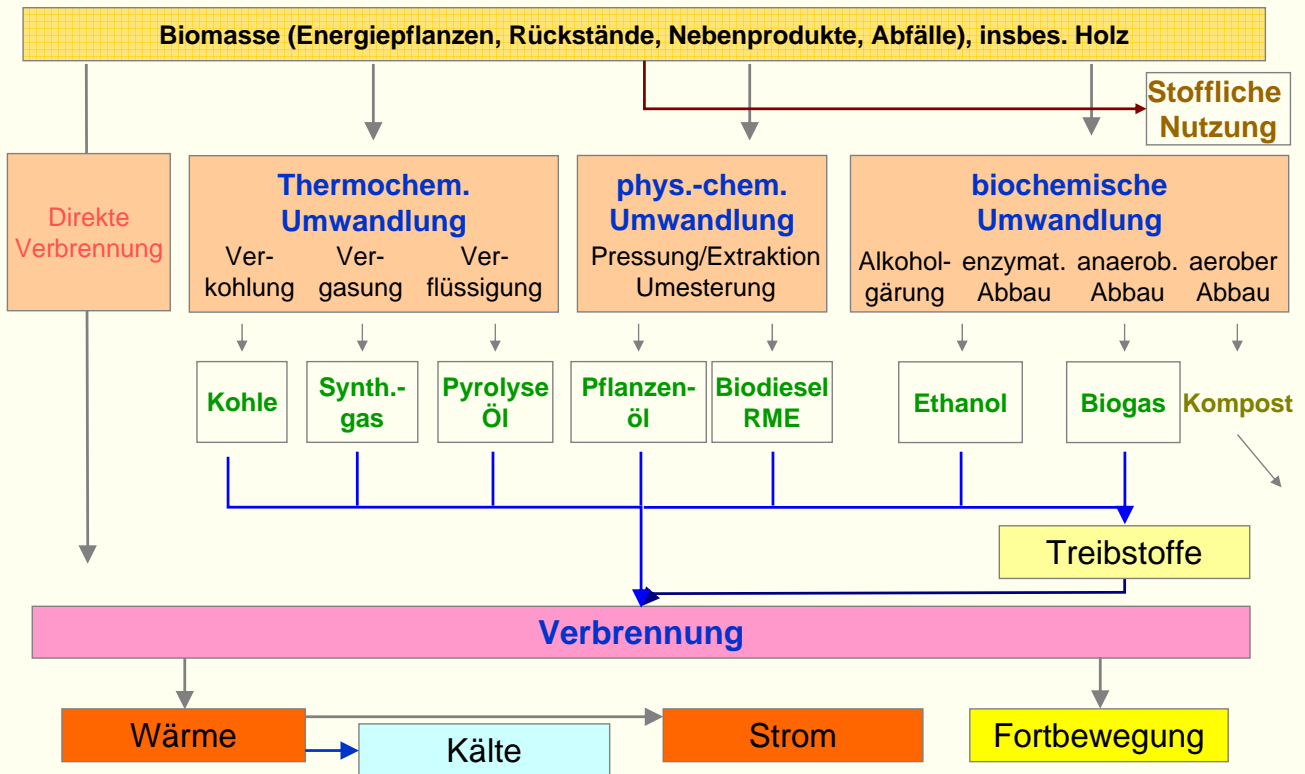 Biomasse (Energiepflanzen, Rückstände, Nebenprodukte, Abfälle), insbes. Holz
Stoffliche
Nutzung
Direkte
Verbrennung
Thermochem.
Umwandlung
Ver-
kohlung
Ver-
gasung
Ver-
flüssigung
phys.-chem.
Umwandlung
Pressung/Extraktion
Umesterung
biochemische
Umwandlung
Alkohol-
gärung
enzymat.
Abbau
anaerob.
Abbau
aerober
Abbau
Kohle
Synth.-
gas
Pyrolyse
Öl
Pflanzen-
öl
Biodiesel
RME
Ethanol
Biogas
Kompost
Treibstoffe
Verbrennung
Wärme
Kälte
Strom
Fortbewegung